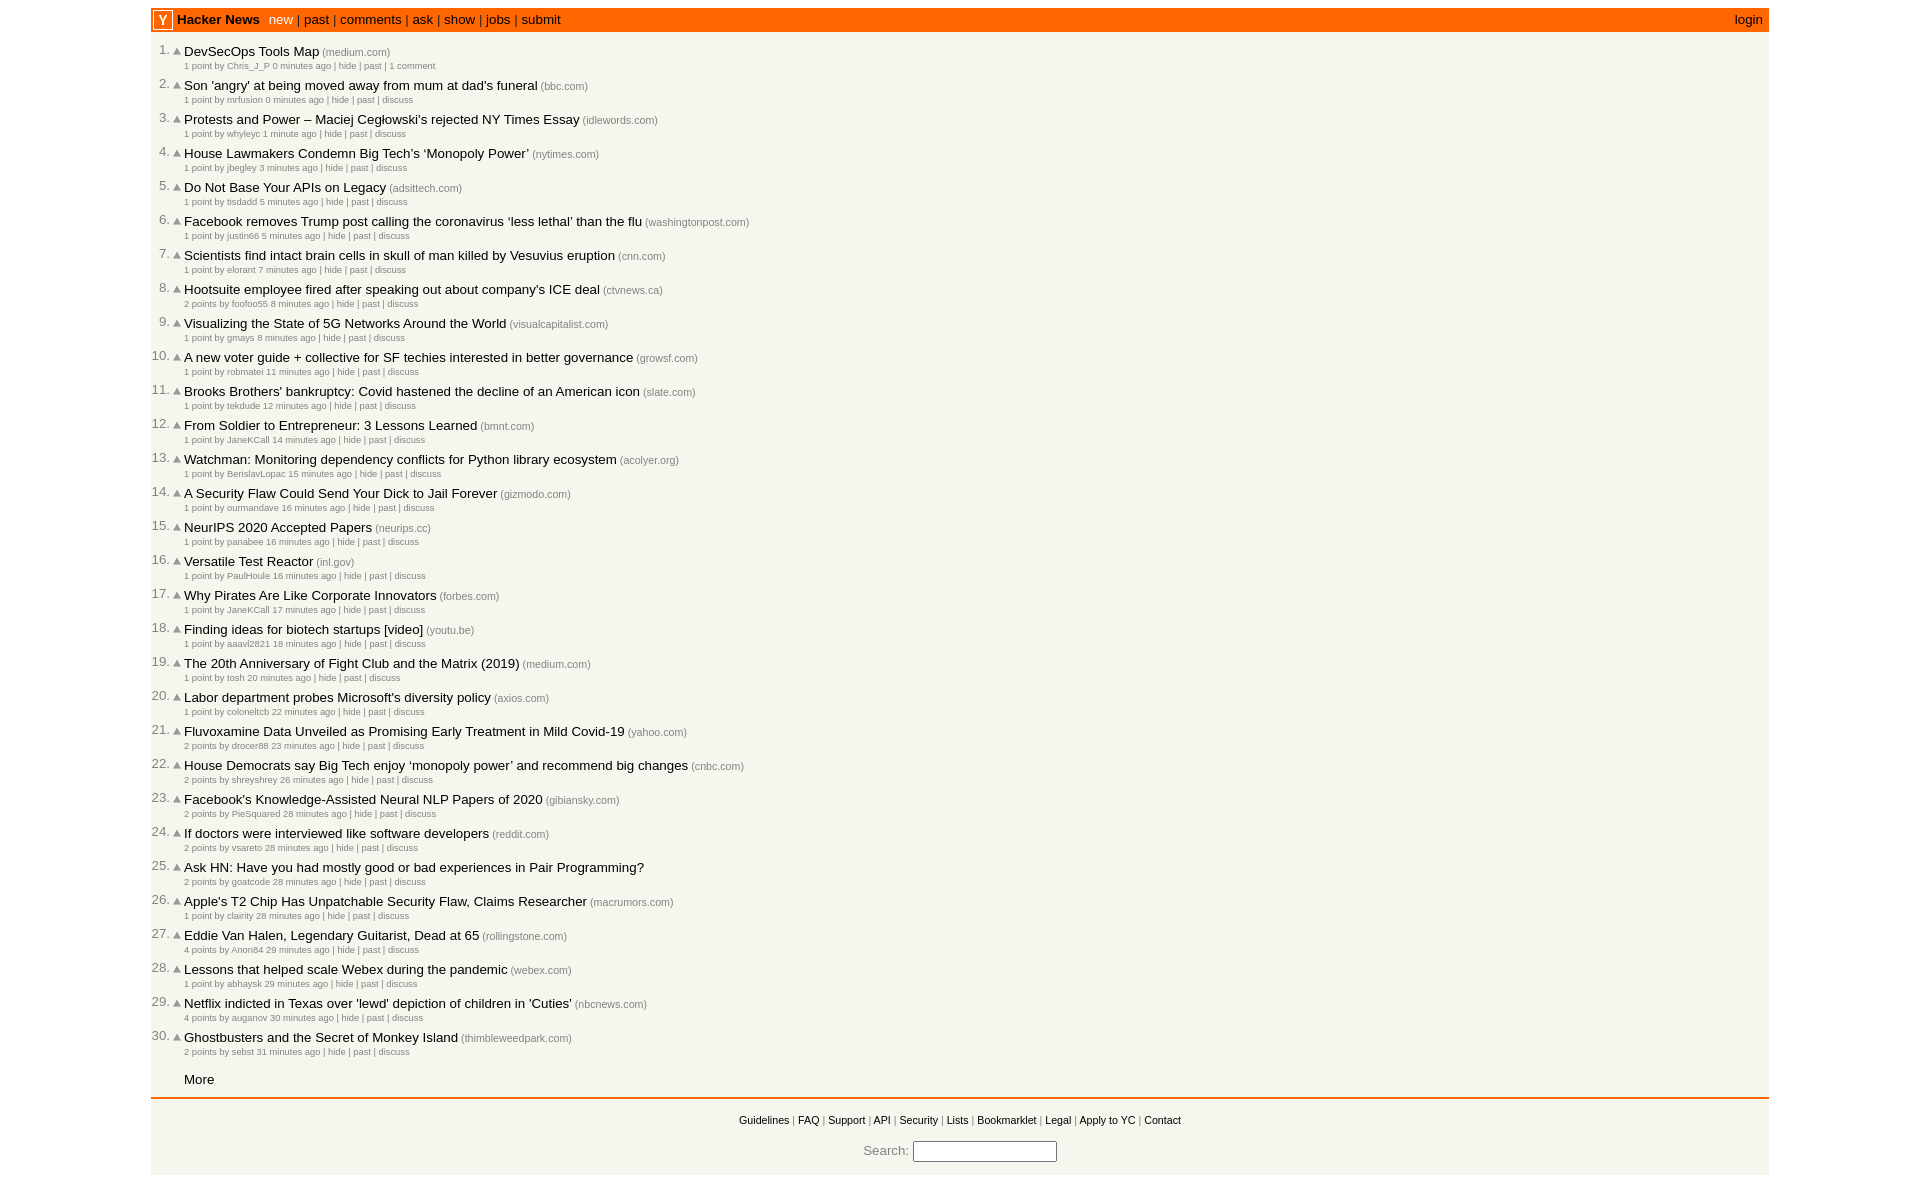 Y Hacker News new | past | comments | ask | show | jobs | submit login
1. DevSecOps Tools Map (medium.com)
1 point by Chris_J_P 0 minutes ago | hide | past | 1 comment
2. Son 'angry' at being moved away from mum at dad's funeral (bbc.com)
1 point by mrfusion 0 minutes ago | hide | past | discuss
3. Protests and Power – Maciej Cegłowski's rejected NY Times Essay (idlewords.com)
1 point by whyleyc 1 minute ago | hide | past | discuss
4. House Lawmakers Condemn Big Tech’s ‘Monopoly Power’ (nytimes.com)
1 point by jbegley 3 minutes ago | hide | past | discuss
5. Do Not Base Your APIs on Legacy (adsittech.com)
1 point by tisdadd 5 minutes ago | hide | past | discuss
6. Facebook removes Trump post calling the coronavirus ‘less lethal’ than the flu (washingtonpost.com)
1 point by justin66 5 minutes ago | hide | past | discuss
7. Scientists find intact brain cells in skull of man killed by Vesuvius eruption (cnn.com)
1 point by elorant 7 minutes ago | hide | past | discuss
8. Hootsuite employee fired after speaking out about company's ICE deal (ctvnews.ca)
2 points by foofoo55 8 minutes ago | hide | past | discuss
9. Visualizing the State of 5G Networks Around the World (visualcapitalist.com)
1 point by gmays 8 minutes ago | hide | past | discuss
10. A new voter guide + collective for SF techies interested in better governance (growsf.com)
1 point by robmatei 11 minutes ago | hide | past | discuss
11. Brooks Brothers' bankruptcy: Covid hastened the decline of an American icon (slate.com)
1 point by tekdude 12 minutes ago | hide | past | discuss
12. From Soldier to Entrepreneur: 3 Lessons Learned (bmnt.com)
1 point by JaneKCall 14 minutes ago | hide | past | discuss
13. Watchman: Monitoring dependency conflicts for Python library ecosystem (acolyer.org)
1 point by BerislavLopac 15 minutes ago | hide | past | discuss
14. A Security Flaw Could Send Your Dick to Jail Forever (gizmodo.com)
1 point by ourmandave 16 minutes ago | hide | past | discuss
15. NeurIPS 2020 Accepted Papers (neurips.cc)
1 point by panabee 16 minutes ago | hide | past | discuss
16. Versatile Test Reactor (inl.gov)
1 point by PaulHoule 16 minutes ago | hide | past | discuss
17. Why Pirates Are Like Corporate Innovators (forbes.com)
1 point by JaneKCall 17 minutes ago | hide | past | discuss
18. Finding ideas for biotech startups [video] (youtu.be)
1 point by aaavl2821 18 minutes ago | hide | past | discuss
19. The 20th Anniversary of Fight Club and the Matrix (2019) (medium.com)
1 point by tosh 20 minutes ago | hide | past | discuss
20. Labor department probes Microsoft's diversity policy (axios.com)
1 point by coloneltcb 22 minutes ago | hide | past | discuss
21. Fluvoxamine Data Unveiled as Promising Early Treatment in Mild Covid-19 (yahoo.com)
2 points by drocer88 23 minutes ago | hide | past | discuss
22. House Democrats say Big Tech enjoy ‘monopoly power’ and recommend big changes (cnbc.com)
2 points by shreyshrey 26 minutes ago | hide | past | discuss
23. Facebook's Knowledge-Assisted Neural NLP Papers of 2020 (gibiansky.com)
2 points by PieSquared 28 minutes ago | hide | past | discuss
24. If doctors were interviewed like software developers (reddit.com)
2 points by vsareto 28 minutes ago | hide | past | discuss
25. Ask HN: Have you had mostly good or bad experiences in Pair Programming?
2 points by goatcode 28 minutes ago | hide | past | discuss
26. Apple's T2 Chip Has Unpatchable Security Flaw, Claims Researcher (macrumors.com)
1 point by clairity 28 minutes ago | hide | past | discuss
27. Eddie Van Halen, Legendary Guitarist, Dead at 65 (rollingstone.com)
4 points by Anon84 29 minutes ago | hide | past | discuss
28. Lessons that helped scale Webex during the pandemic (webex.com)
1 point by abhaysk 29 minutes ago | hide | past | discuss
29. Netflix indicted in Texas over 'lewd' depiction of children in 'Cuties' (nbcnews.com)
4 points by auganov 30 minutes ago | hide | past | discuss
30. Ghostbusters and the Secret of Monkey Island (thimbleweedpark.com)
2 points by sebst 31 minutes ago | hide | past | discuss
More
Guidelines | FAQ | Support | API | Security | Lists | Bookmarklet | Legal | Apply to YC | Contact
Search: